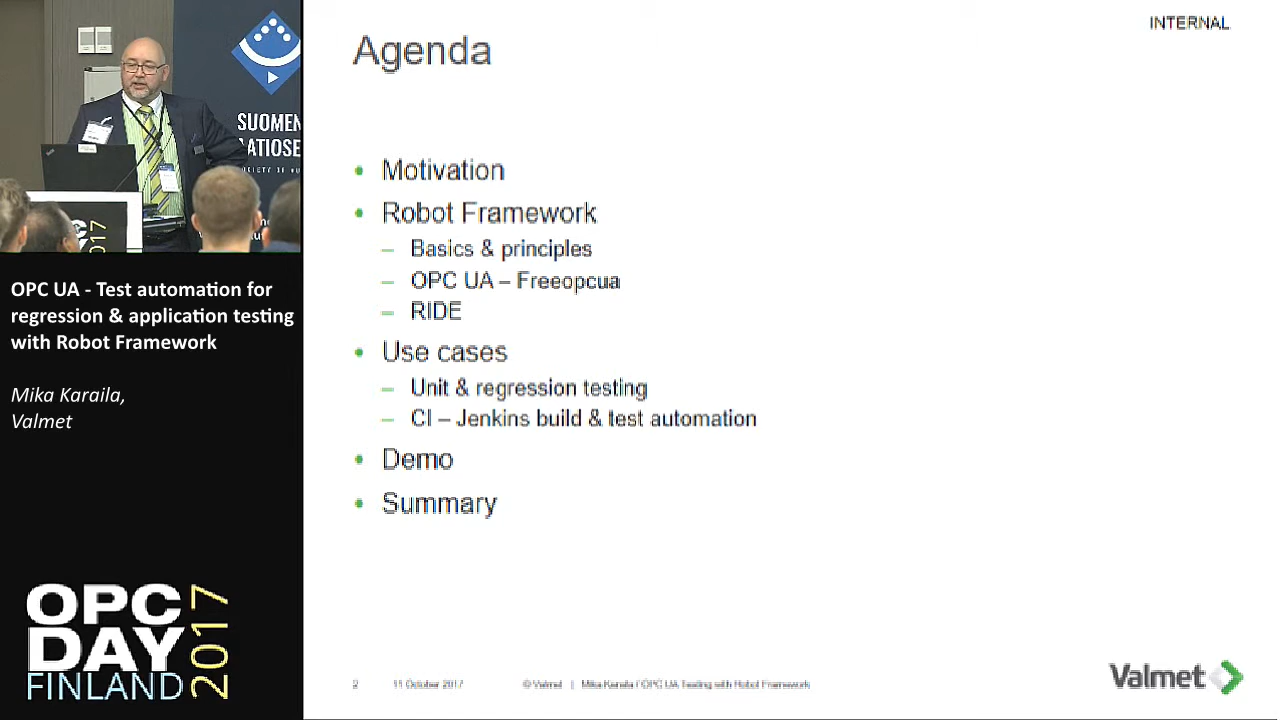 SUOMEN
ATIOSE
2017
OPC UA - Test automation for
regression & application testing
with Robot Framework
Mika Karaila,
Valmet
OPC
DAY
FINLAND
2017
INTERNAL
Agenda
• Motivation
• Robot Framework
– Basics & principles
– OPC UA – Freeopcua
– RIDE
• Use cases
– Unit & regression testing
– CI – Jenkins build & test automation
• Demo
• Summary
2 11 October 2017 © Valmet | Mika Karaila / OPC UA Testing with Robot Framework
Valmet